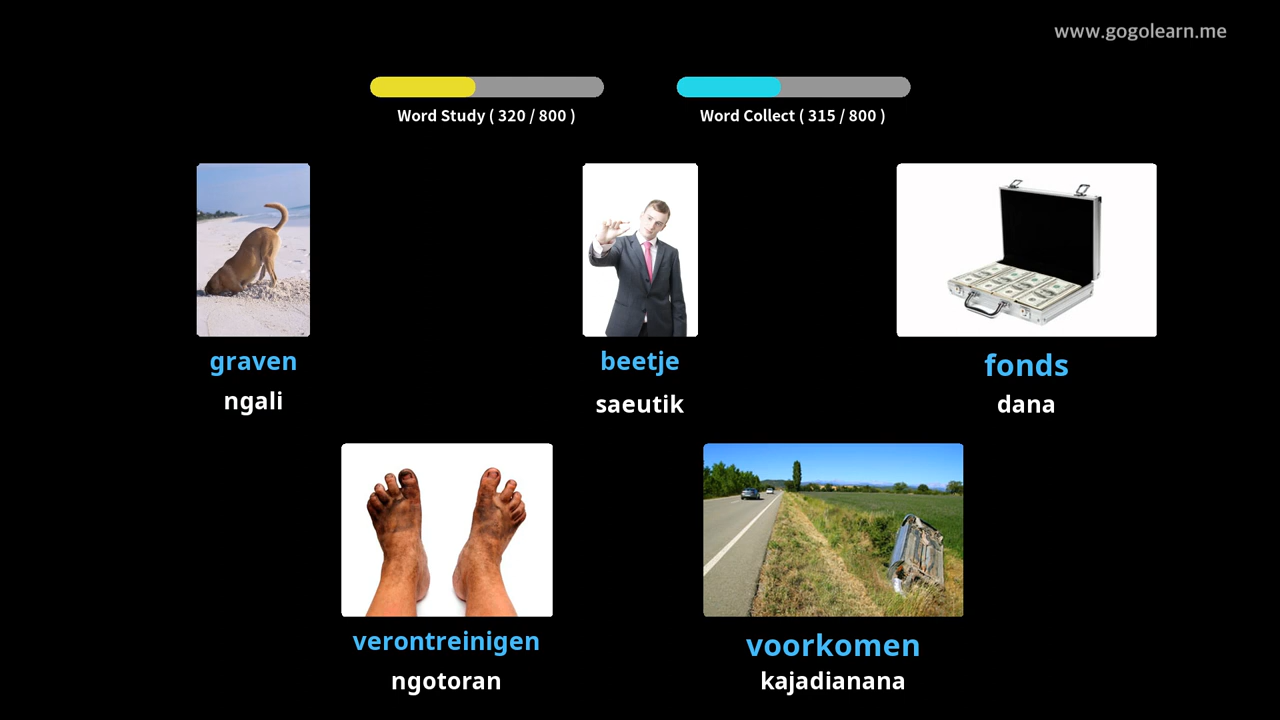 www.gogolearn.me
Word Study ( 320 / 800 )
Word Collect ( 315 / 800 )
graven
ngali
beetje
saeutik
fonds
dana
verontreinigen
ngotoran
voorkomen
kajadianana